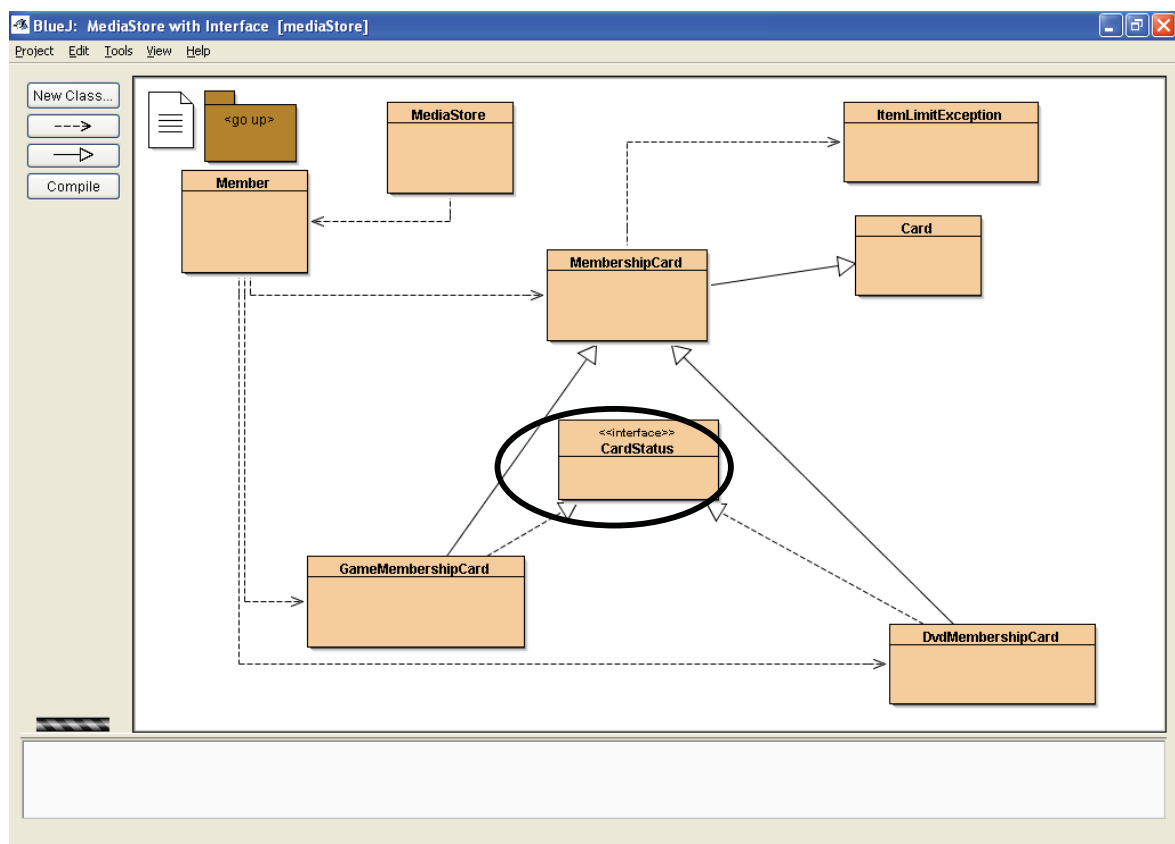 BlueJ: MediaStore with Interface [mediaStore]
Project Edit Tools View Help
New Class...
Compile
<go up>
MediaStore
ItemLimitException
Member
Card
MembershipCard
<<interface>>
CardStatus
GameMembershipCard
DvdMembershipCard